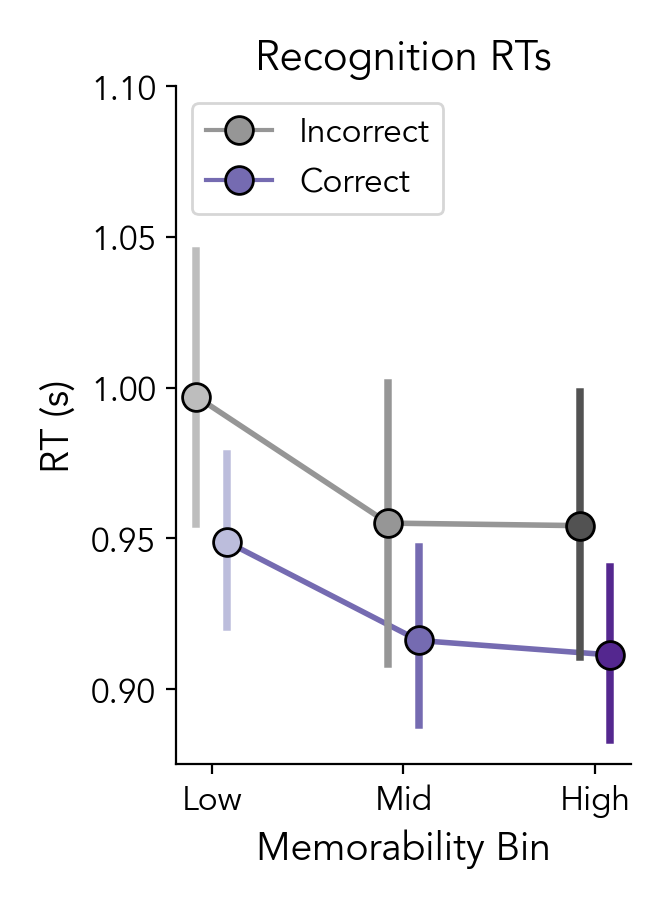 Recognition RTs
1.10
Incorrect
Correct
1.05
1.00
0.95
0.90
RT (s)
Low Mid High
Memorability Bin